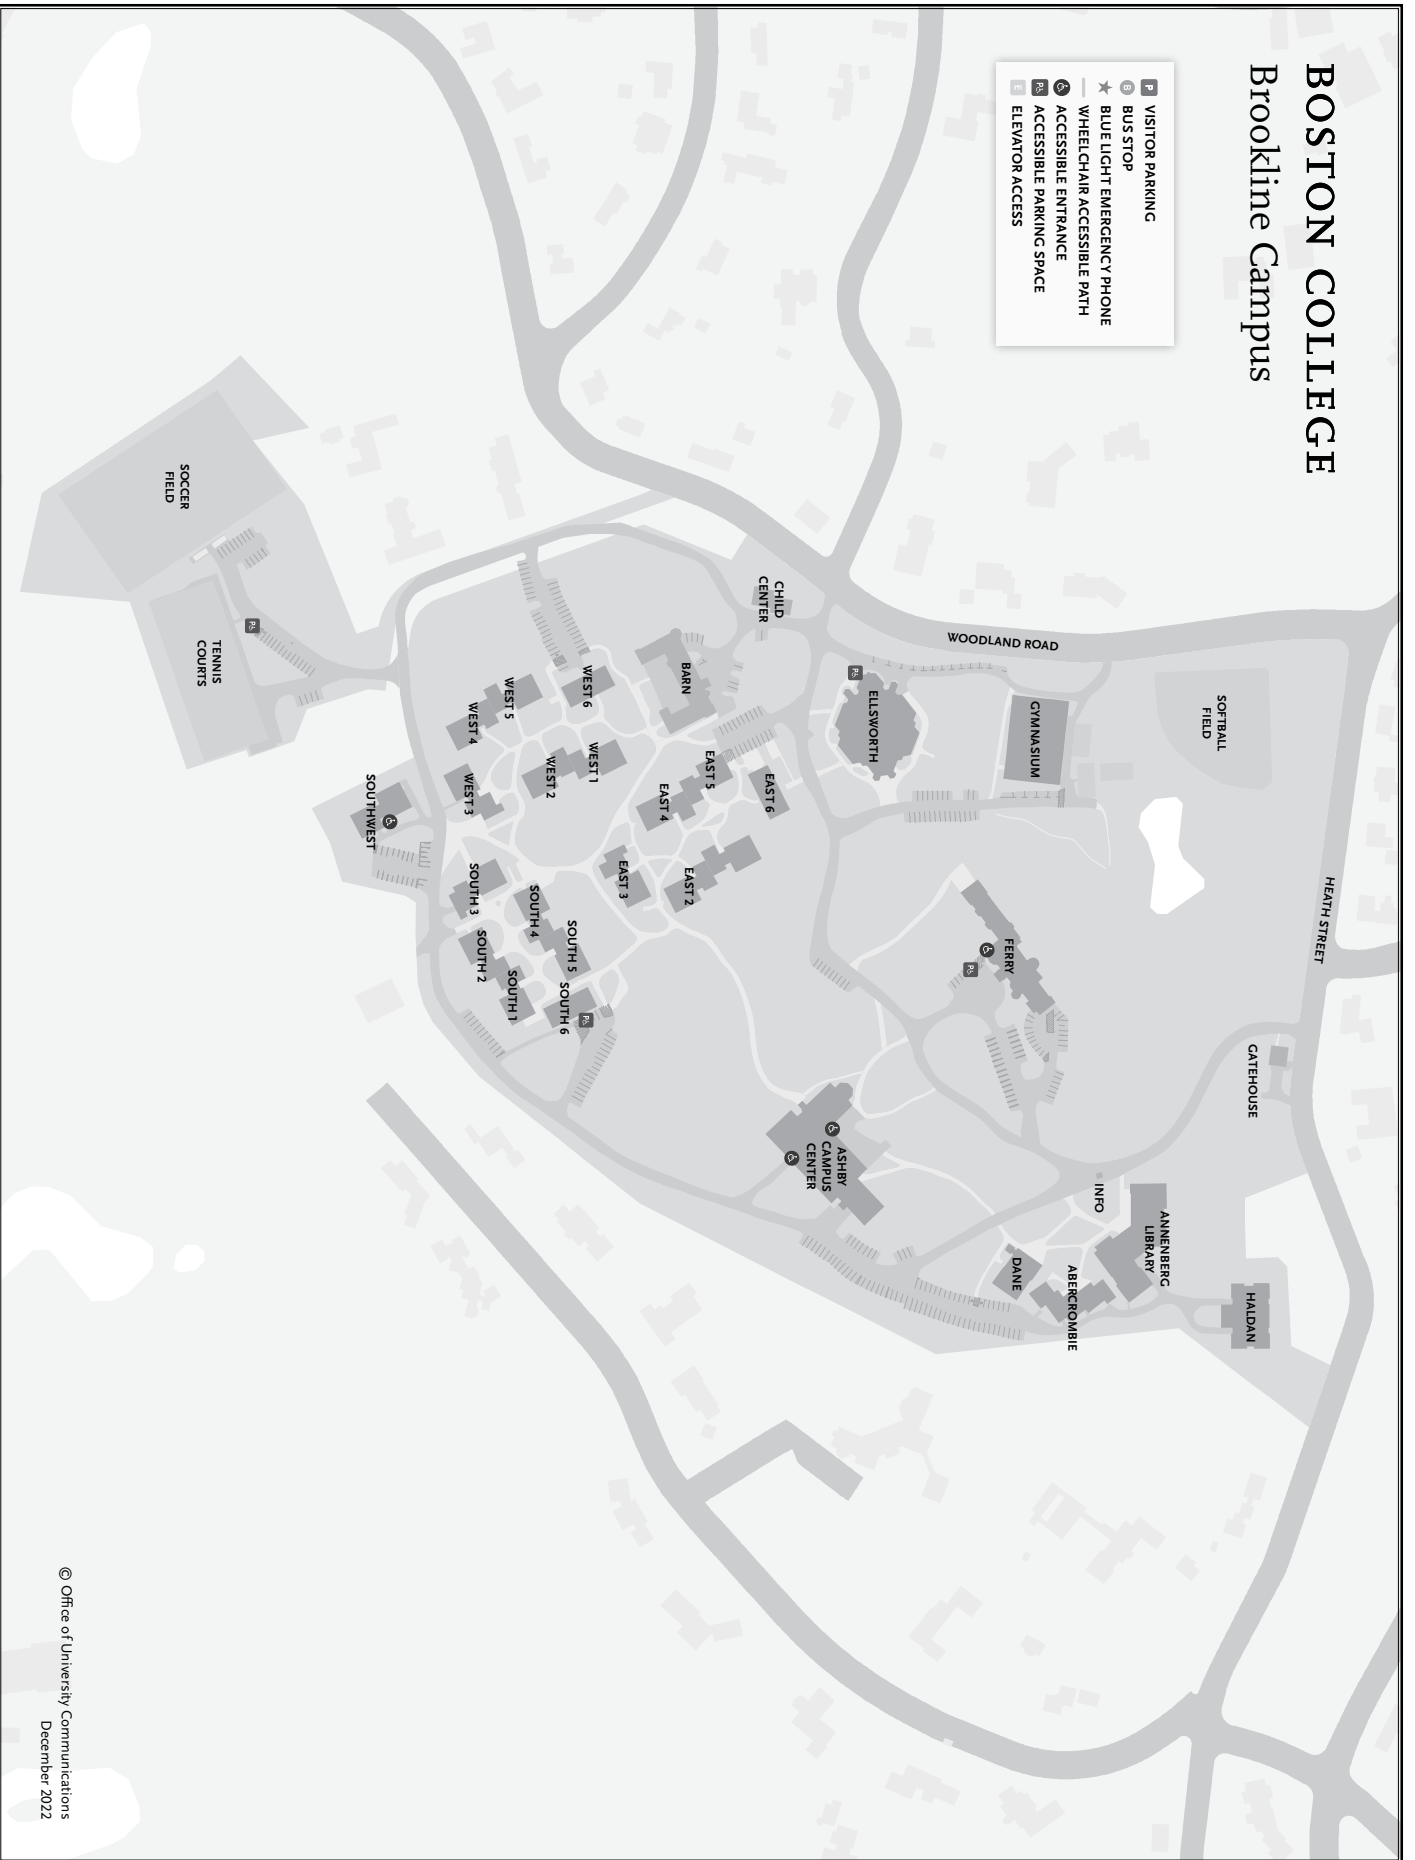 BOSTON COLLEGE
Brookline Campus
P VISITOR PARKING
B BUS STOP
BLUE LIGHT EMERGENCY PHONE
WHEELCHAIR ACCESSIBLE PATH
ACCESSIBLE ENTRANCE
P ACCESSIBLE PARKING SPACE
E ELEVATOR ACCESS
HEATH STREET
SOFTBALL
FIELD
GATEHOUSE
HALDAN
ANNENBERG
LIBRARY
INFO
ABERCROMBIE
DANE
WOODLAND ROAD
GYMNASIUM
FERRY
P
P
ELLSWORTH
ASHBY
CAMPUS
CENTER
CHILD
CENTER
EAST 6
EAST 5
BARN
EAST 2
EAST 4
EAST 3
WEST 6
WEST 1
WEST 2
SOUTH 5
SOUTH 6
P
SOUTH 4
WEST 5
SOUTH 1
WEST 4
WEST 3
SOUTH 3
SOUTH 2
SOUTHWEST
P
TENNIS
COURTS
SOCCER
FIELD
© Office of University Communications
December 2022